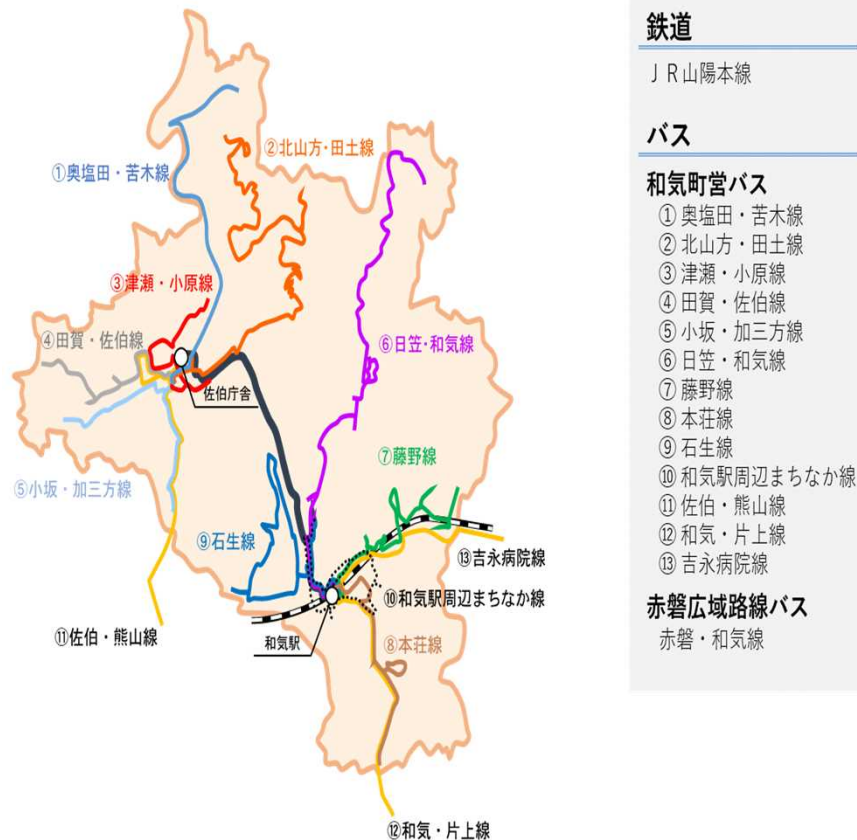 ①奥塩田・苫木線
②北山方・田土線
③津瀬・小原線
④田賀・佐伯線
⑥日笠・和気線
佐伯庁舎
⑦藤野線
⑤小坂・加三方線
⑨石生線
⑬吉永病院線
⑩和気駅周辺まちなか線
⑪佐伯・熊山線
和気駅
⑧本荘線
⑫和気・片上線
鉄道
ＪＲ山陽本線
バス
和気町営バス
① 奥塩田・苫木線
② 北山方・田土線
③ 津瀬・小原線
④ 田賀・佐伯線
⑤ 小坂・加三方線
⑥ 日笠・和気線
⑦ 藤野線
⑧ 本荘線
⑨ 石生線
⑩ 和気駅周辺まちなか線
⑪ 佐伯・熊山線
⑫ 和気・片上線
⑬ 吉永病院線
赤磐広域路線バス
赤磐・和気線